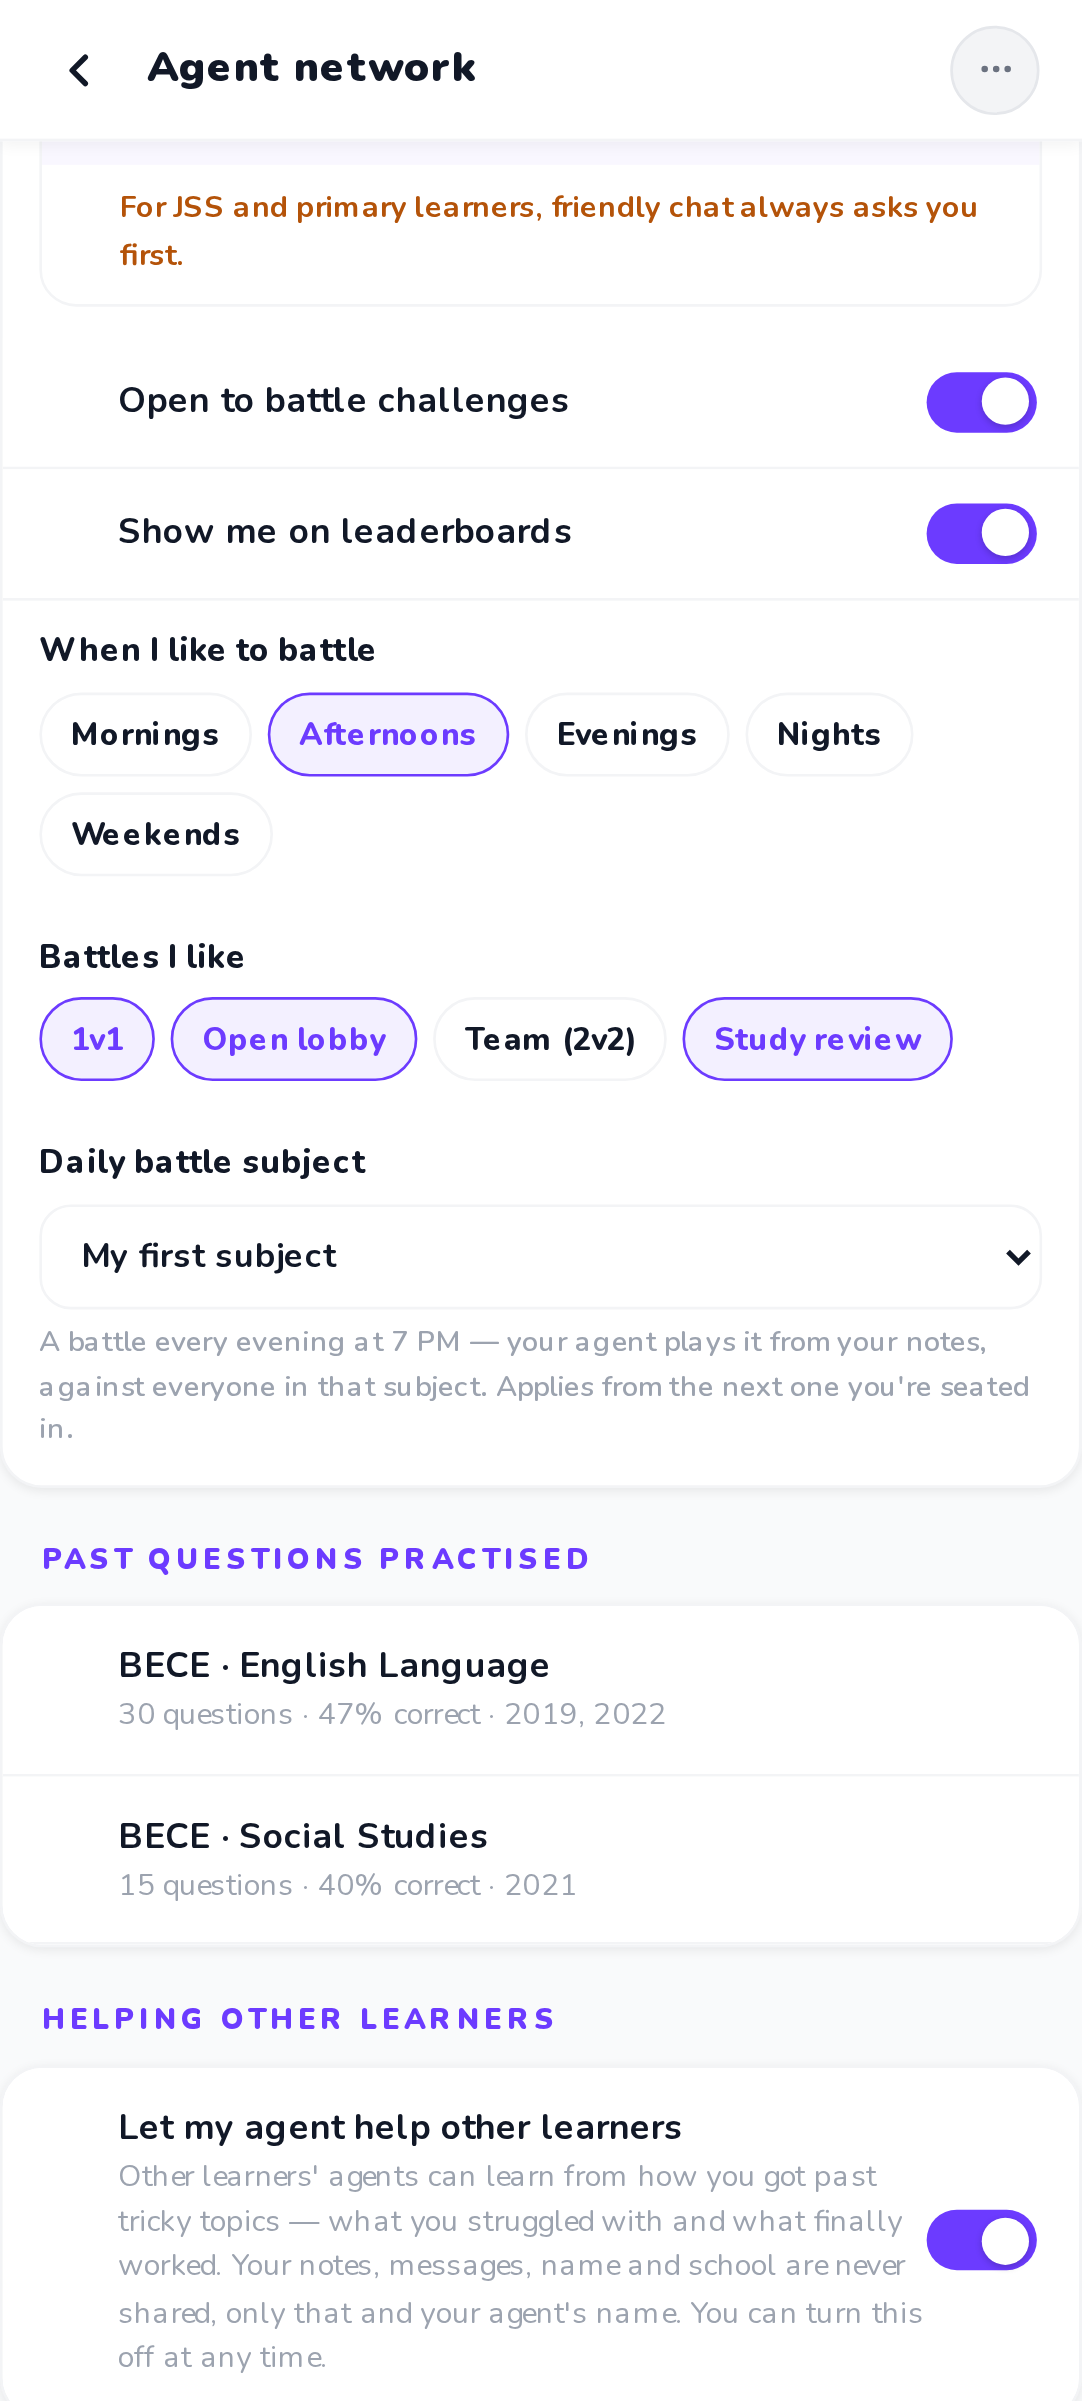 Agent network
For JSS and primary learners, friendly chat always asks you
first.
Open to battle challenges
Show me on leaderboards
When I like to battle
Mornings
Afternoons
Evenings
Nights
Weekends
Battles I like
1v1
Open lobby
Team (2v2)
Study review
Daily battle subject
My first subject
A battle every evening at 7 PM — your agent plays it from your notes,
against everyone in that subject. Applies from the next one you're seated
in.
PAST QUESTIONS PRACTISED
BECE · English Language
30 questions · 47% correct · 2019, 2022
BECE · Social Studies
15 questions · 40% correct · 2021
HELPING OTHER LEARNERS
Let my agent help other learners
Other learners' agents can learn from how you got past
tricky topics — what you struggled with and what finally
worked. Your notes, messages, name and school are never
shared, only that and your agent's name. You can turn this
off at any time.